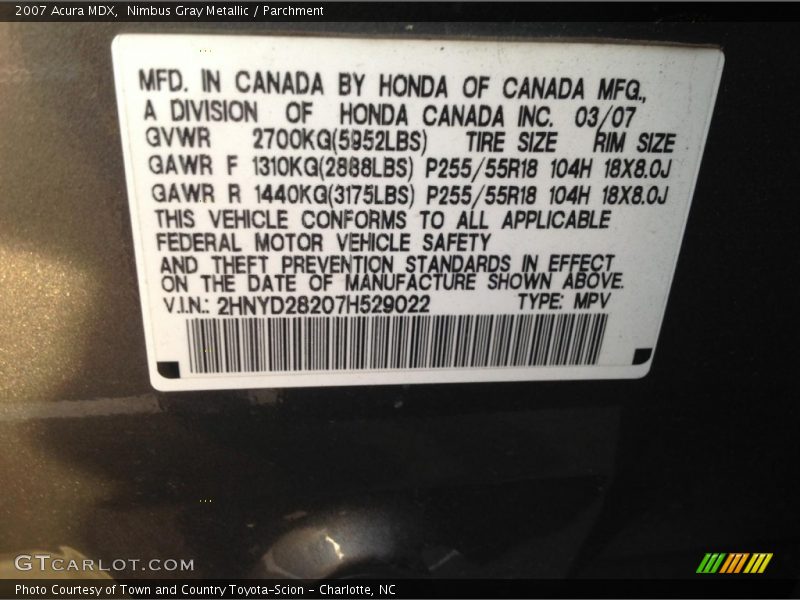 2007 Acura MDX,  Nimbus Gray Metallic / Parchment
MFD. IN CANADA BY HONDA OF CANADA MFG.,
A DIVISION OF HONDA CANADA INC. 03/07
GVWR 2700KG(5952LBS) TIRE SIZE RIM SIZE
GAWR F 1310KG(2888LBS) P255/55R18 104H 18X8.0J
GAWR R 1440KG(3175LBS) P255/55R18 104H 18X8.0J
THIS VEHICLE CONFORMS TO ALL APPLICABLE
FEDERAL MOTOR VEHICLE SAFETY
AND THEFT PREVENTION STANDARDS IN EFFECT
ON THE DATE OF MANUFACTURE SHOWN ABOVE.
V.I.N.: 2HNYD28207H529022 TYPE: MPV
GTCARLOT.COM
Photo Courtesy of Town and Country Toyota-Scion - Charlotte, NC